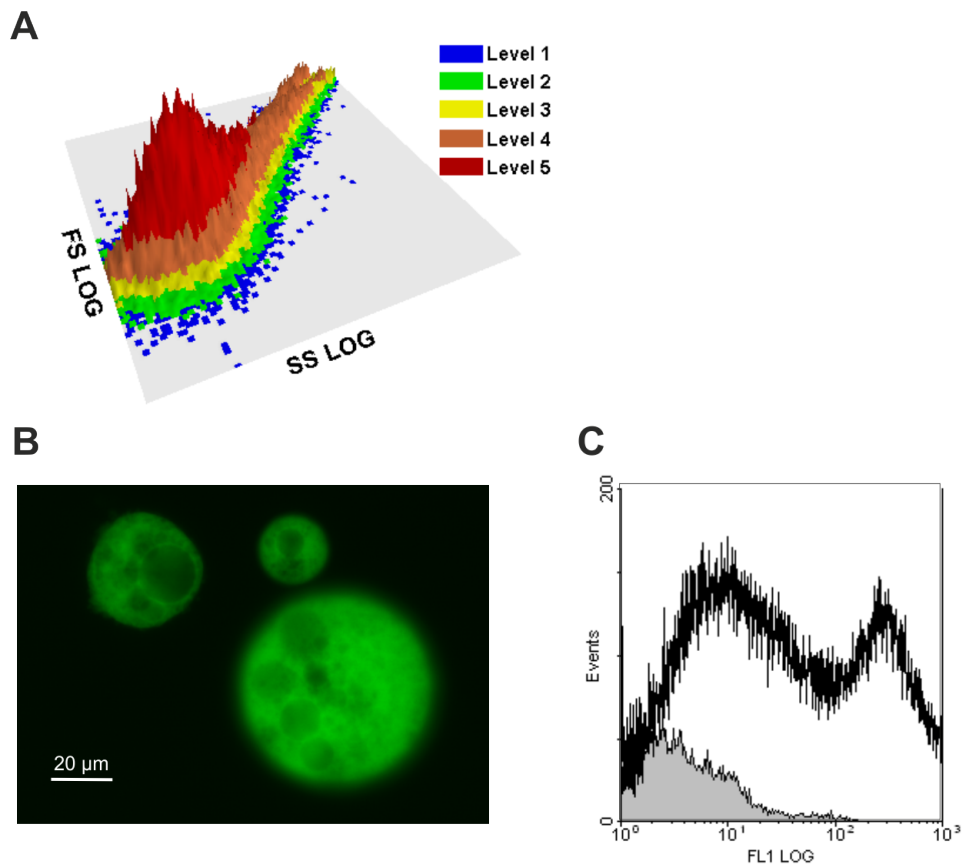 A
Level 1
Level 2
Level 3
Level 4
Level 5
FS LOG
SS LOG
B
20 µm
C
200
Events
0
10⁰
10¹
10²
10³
FL1 LOG